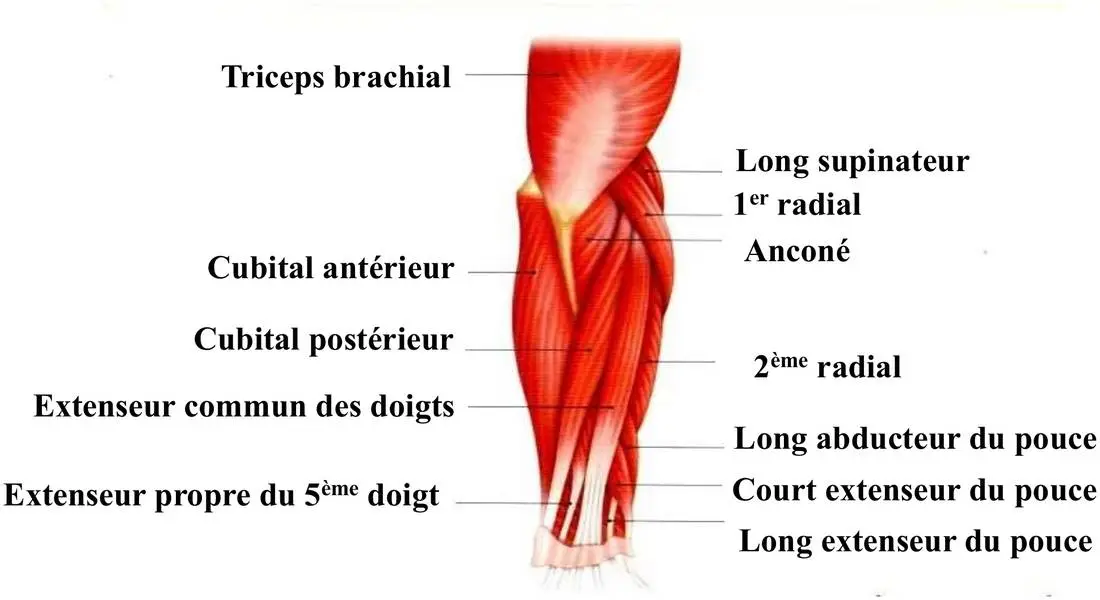 Triceps brachial
Long supinateur
1er radial
Anconé
Cubital antérieur
Cubital postérieur
2ème radial
Extenseur commun des doigts
Long abducteur du pouce
Extenseur propre du 5ème doigt
Court extenseur du pouce
Long extenseur du pouce